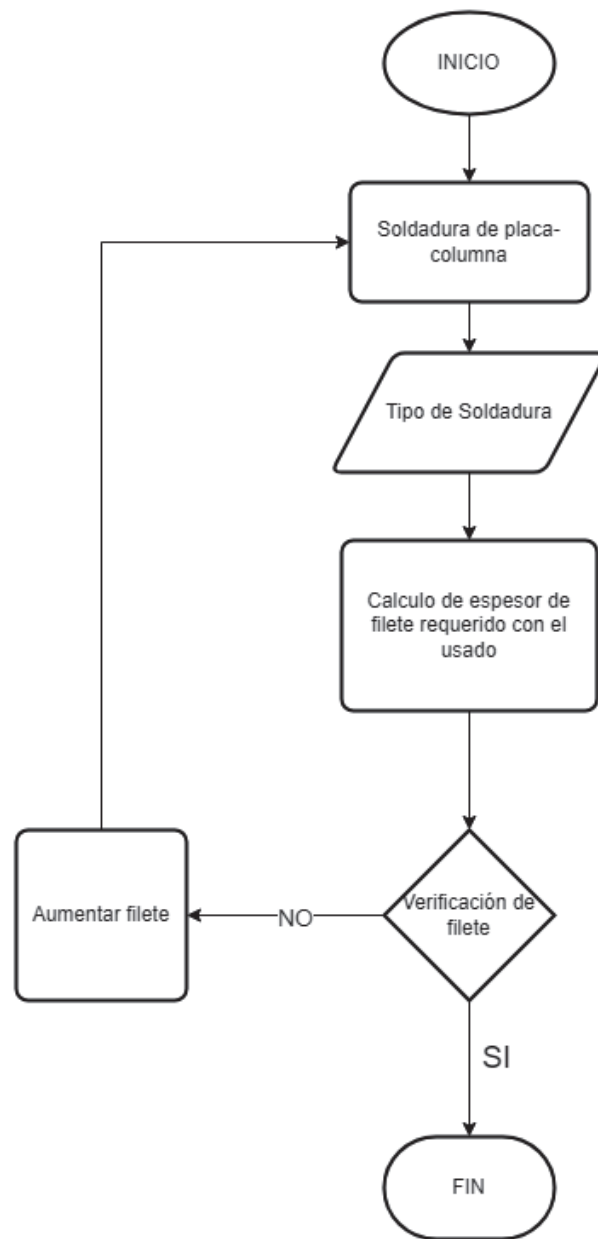 INICIO
Soldadura de placa-
columna
Tipo de Soldadura
Calculo de espesor de
filete requerido con el
usado
Verificación de
filete
NO
Aumentar filete
SI
FIN